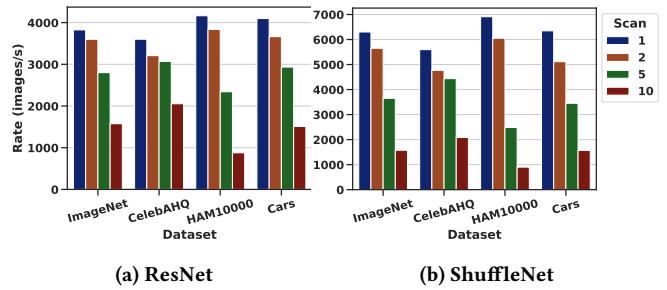 4000
3000
2000
1000
0
Rate (images/s)
ImageNet
CelebAHQ
HAM10000
Cars
Dataset
(a) ResNet
7000
6000
5000
4000
3000
2000
1000
0
ImageNet
CelebAHQ
HAM10000
Cars
Dataset
(b) ShuffleNet
Scan
1
2
5
10